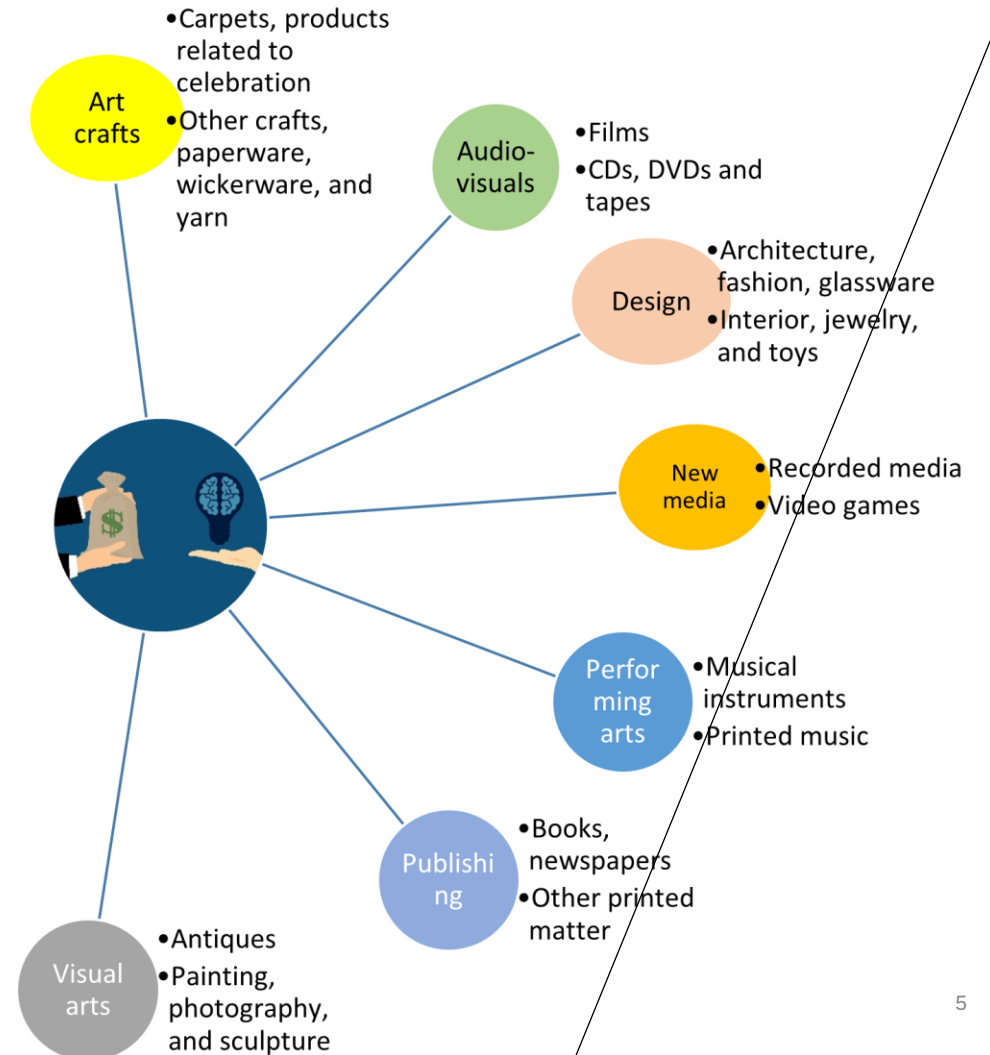 Art
crafts
•Carpets, products
related to
celebration
•Other crafts,
paperware,
wickerware, and
yarn
Audio-
visuals
•Films
•CDs, DVDs and
tapes
Design
•Architecture,
fashion, glassware
•Interior, jewelry,
and toys
New
media
•Recorded media
•Video games
$
Perfor
ming
arts
•Musical
instruments
•Printed music
Publishi
ng
•Books,
newspapers
•Other printed
matter
Visual
arts
•Antiques
•Painting,
photography,
and sculpture
5